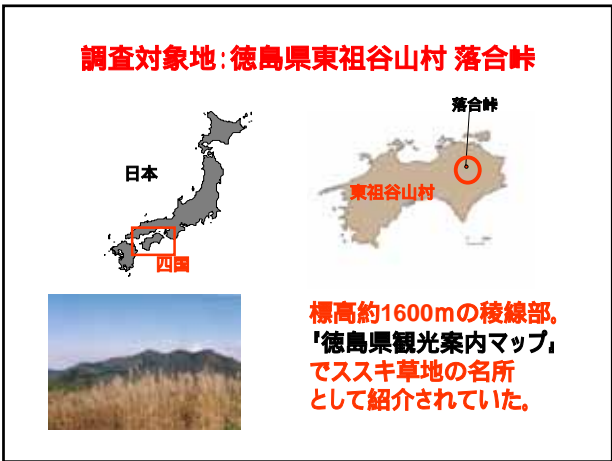 調査対象地：徳島県東祖谷山村 落合峠
日本
四国
落合峠
東祖谷山村
標高約1600mの稜線部。
『徳島県観光案内マップ』
でススキ草地の名所
として紹介されていた。